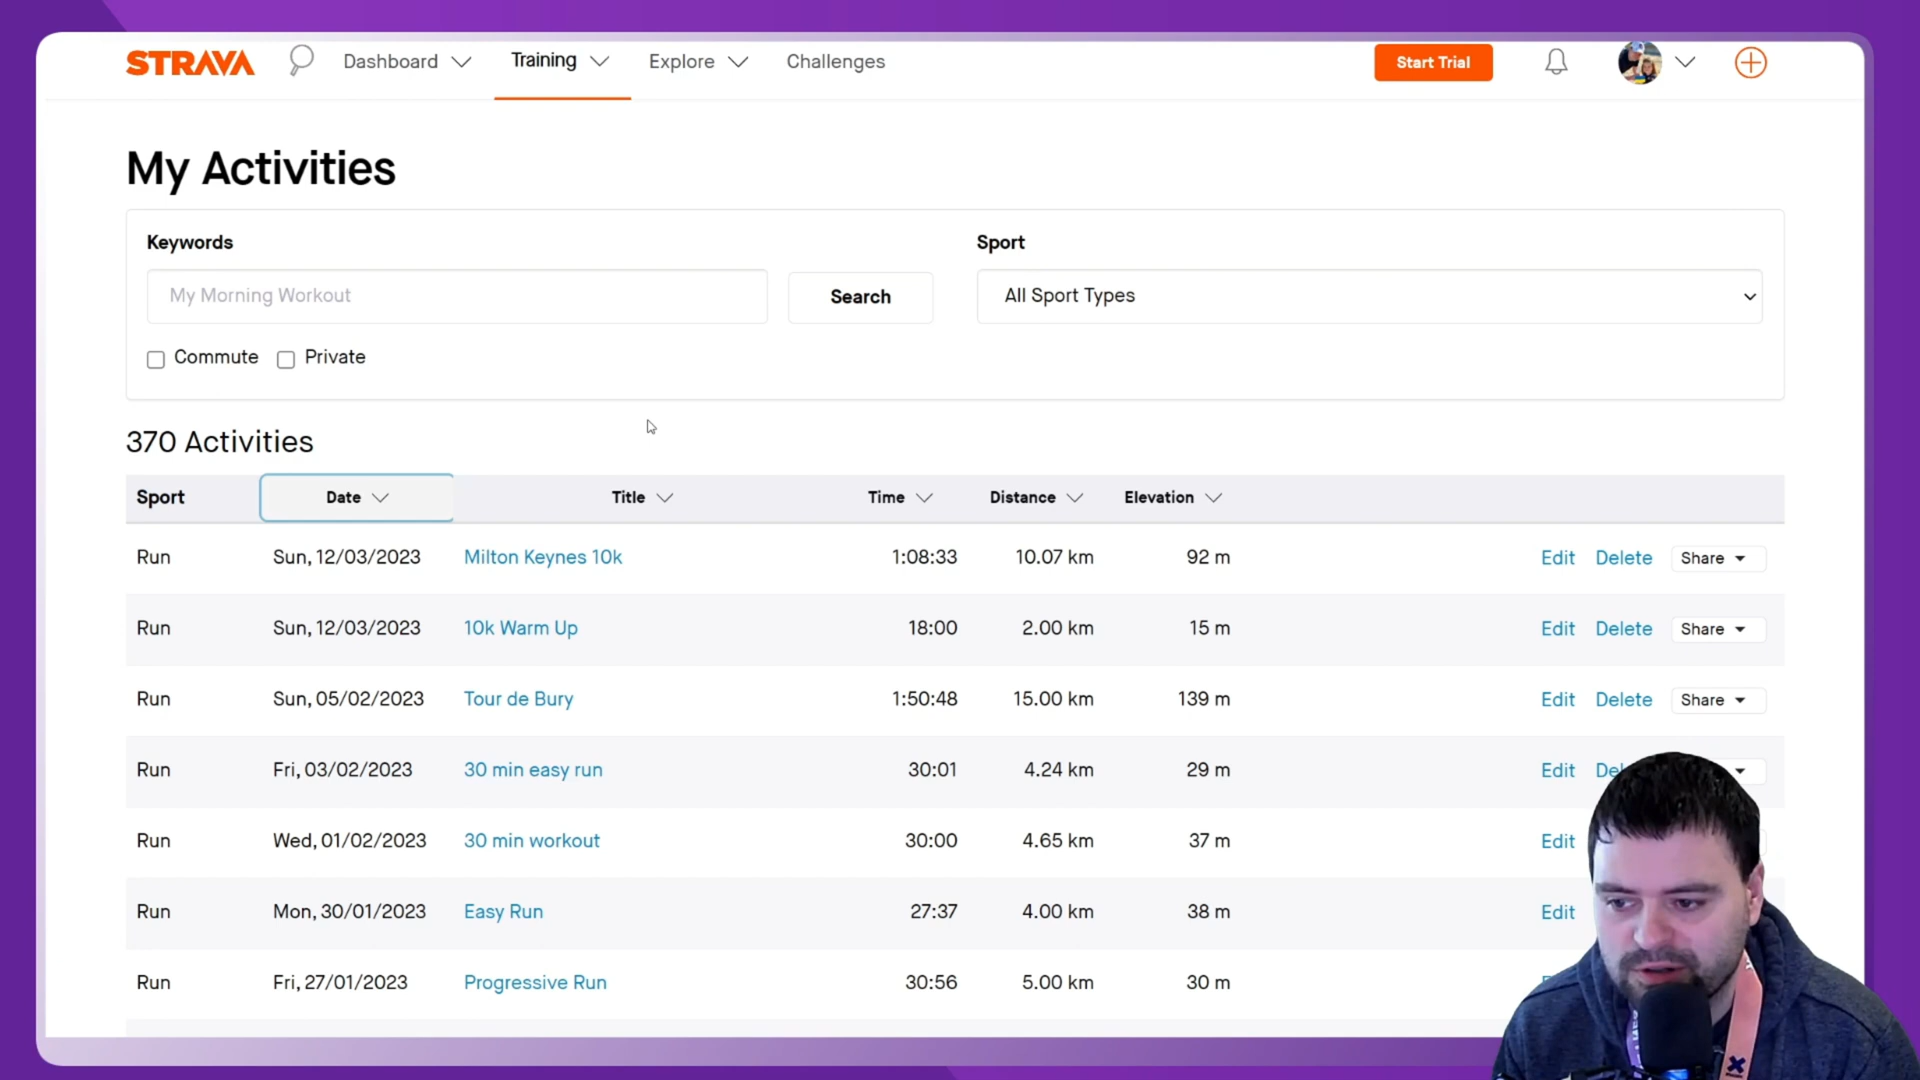 STRAVA Dashboard Training Explore Challenges Start Trial
My Activities
Keywords Sport
My Morning Workout Search All Sport Types
Commute Private
370 Activities
Sport Date Title Time Distance Elevation
Run Sun, 12/03/2023 Milton Keynes 10k 1:08:33 10.07 km 92 m Edit Delete Share
Run Sun, 12/03/2023 10k Warm Up 18:00 2.00 km 15 m Edit Delete Share
Run Sun, 05/02/2023 Tour de Bury 1:50:48 15.00 km 139 m Edit Delete Share
Run Fri, 03/02/2023 30 min easy run 30:01 4.24 km 29 m Edit
Run Wed, 01/02/2023 30 min workout 30:00 4.65 km 37 m Edit
Run Mon, 30/01/2023 Easy Run 27:37 4.00 km 38 m Edit
Run Fri, 27/01/2023 Progressive Run 30:56 5.00 km 30 m